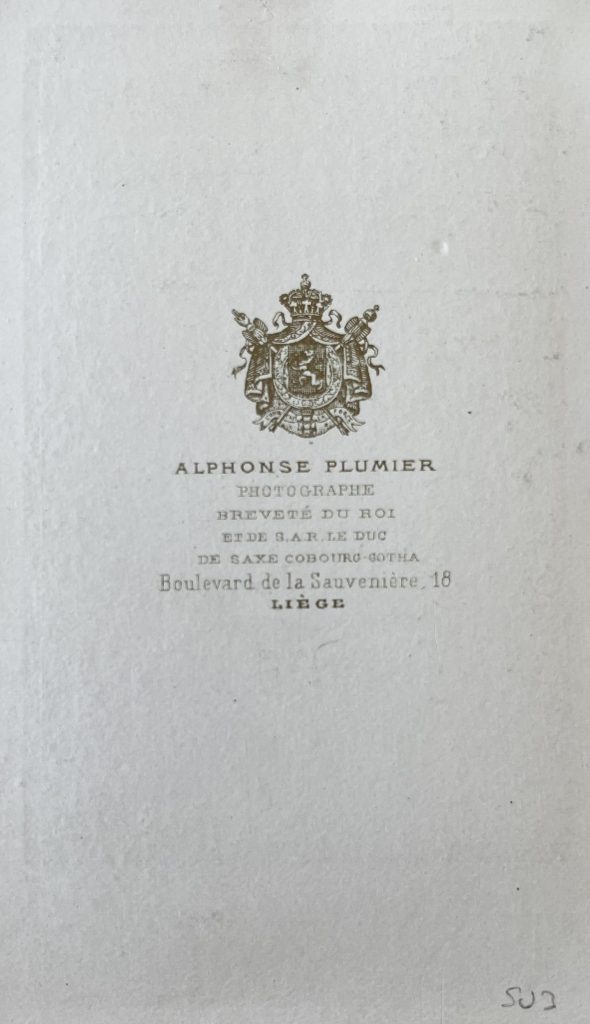 ALPHONSE PLUMIER
PHOTOGRAPHE
BREVETÉ DU ROI
ET DE S.A.R. LE DUC
DE SAXE COBOURG-GOTHA
Boulevard de la Sauvenière, 18
LIÈGE